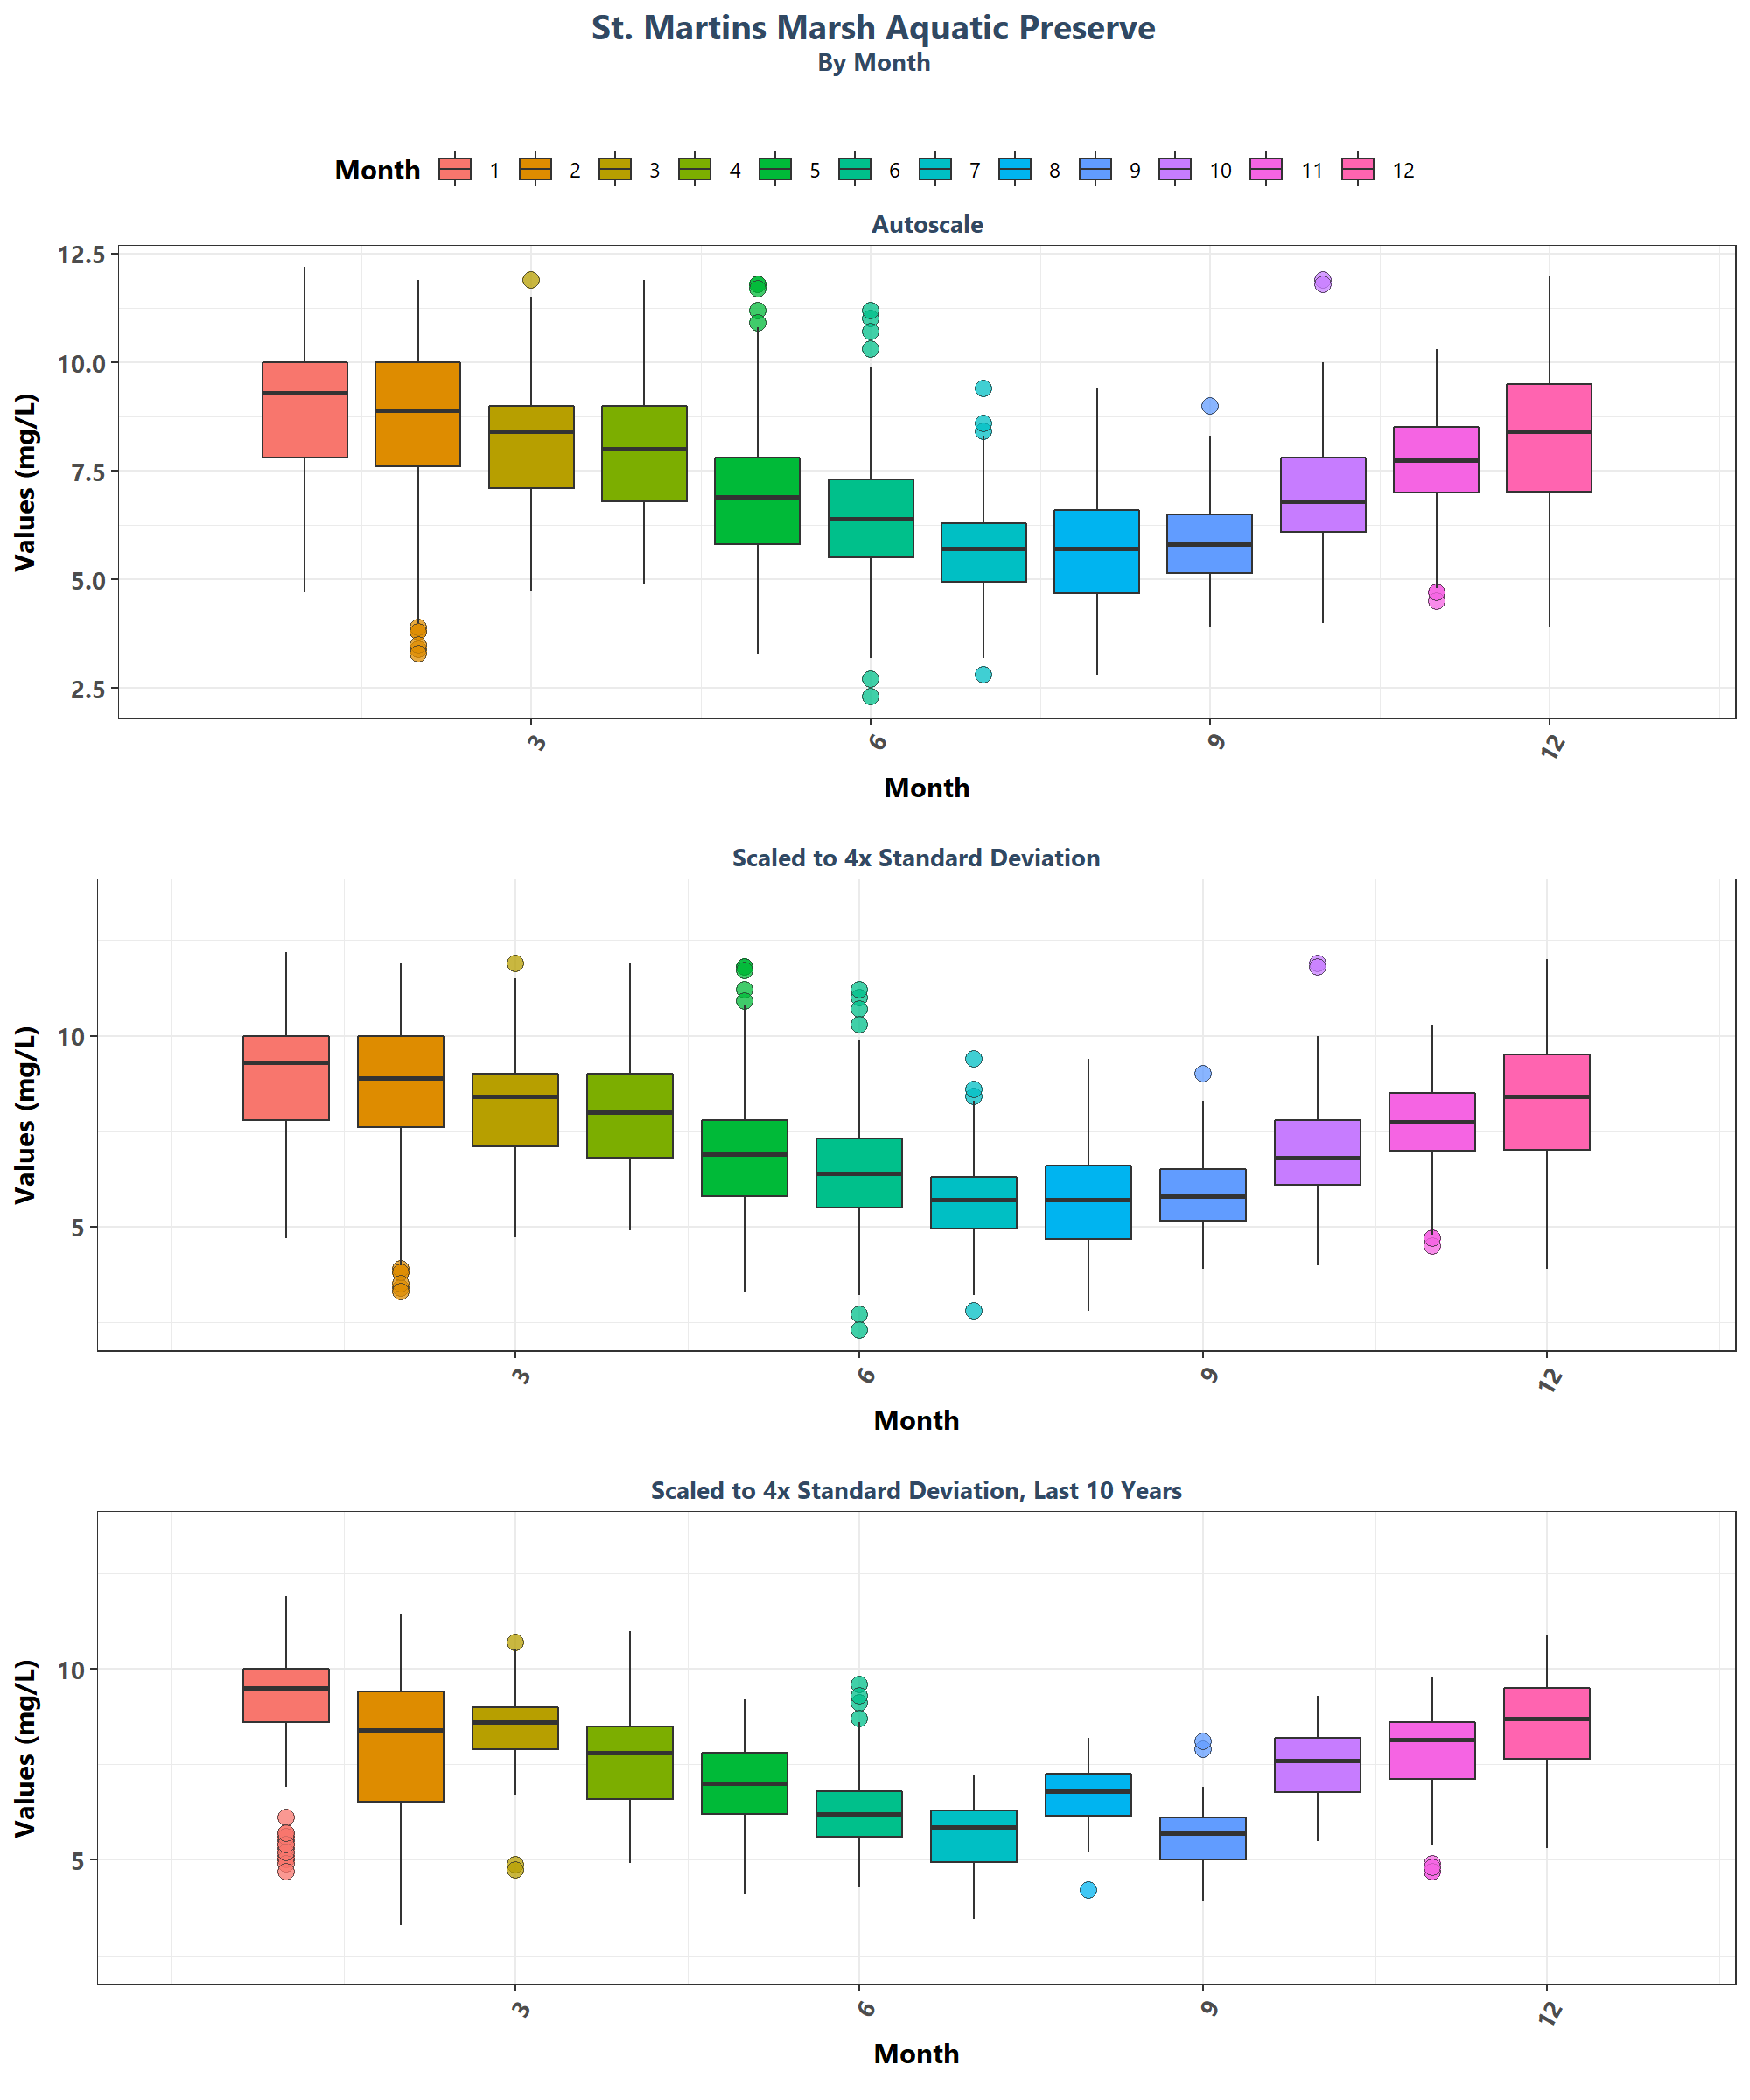 St. Martins Marsh Aquatic Preserve
By Month
Month 1 2 3 4 5 6 7 8 9 10 11 12
Autoscale
Values (mg/L)
12.5
10.0
7.5
5.0
2.5
3 6 9 12
Month
Scaled to 4x Standard Deviation
Values (mg/L)
10
5
3 6 9 12
Month
Scaled to 4x Standard Deviation, Last 10 Years
Values (mg/L)
10
5
3 6 9 12
Month